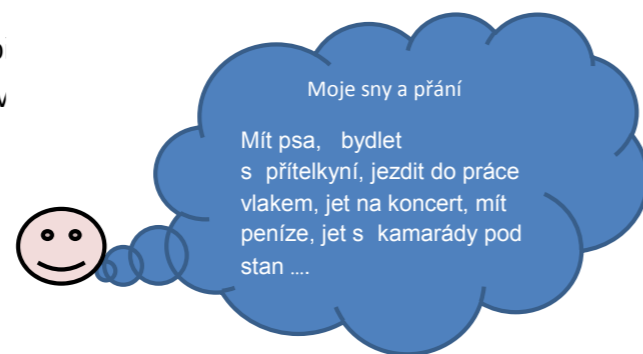 Moje sny a přání
Mít psa, bydlet
s přítelkyní, jezdit do práce
vlakem, jet na koncert, mít
peníze, jet s kamarády pod
stan ....